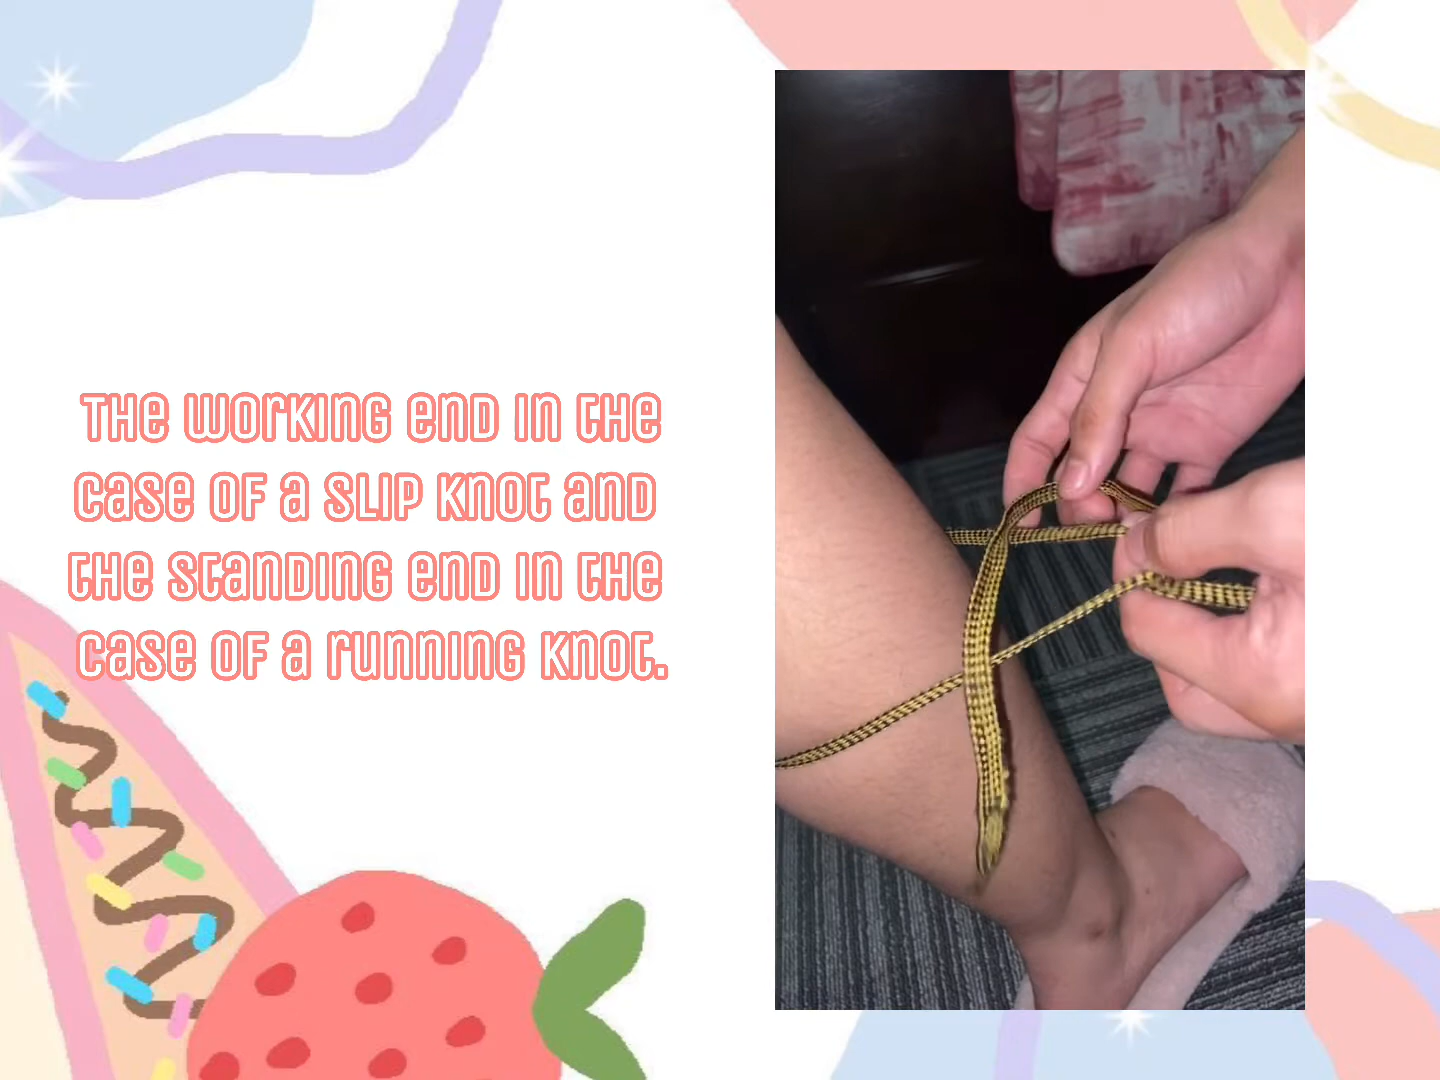 The working end in the
case of a slip knot and
the standing end in the
case of a running knot.